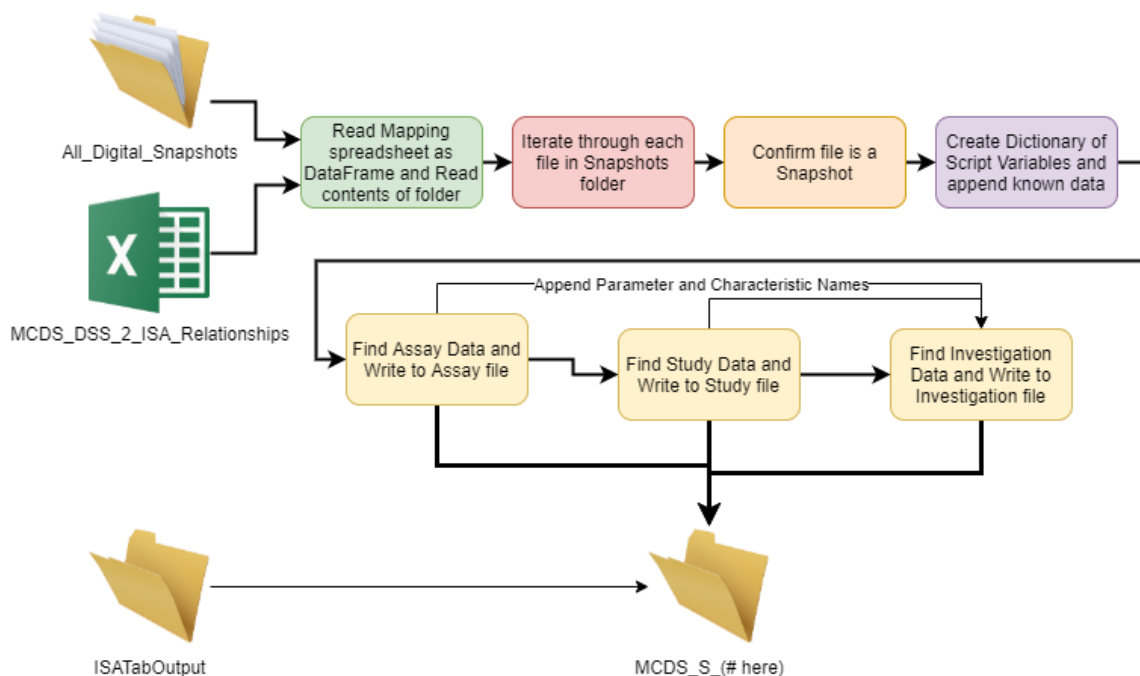 All_Digital_Snapshots
Read Mapping
spreadsheet as
DataFrame and Read
contents of folder
Iterate through each
file in Snapshots
folder
Confirm file is a
Snapshot
Create Dictionary of
Script Variables and
append known data
X
MCDS_DSS_2_ISA_Relationships
Append Parameter and Characteristic Names
Find Assay Data and
Write to Assay file
Find Study Data and
Write to Study file
Find Investigation
Data and Write to
Investigation file
ISATabOutput
MCDS_S_(# here)